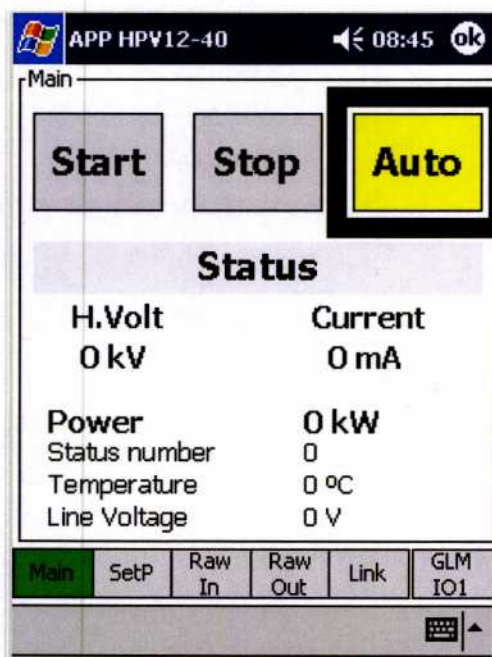 APP HPV12-40 08:45 ok
Main
Start Stop Auto
Status
H.Volt Current
0 kV 0 mA
Power 0 kW
Status number 0
Temperature 0 ºC
Line Voltage 0 V
Main SetP Raw In Raw Out Link GLM IO1